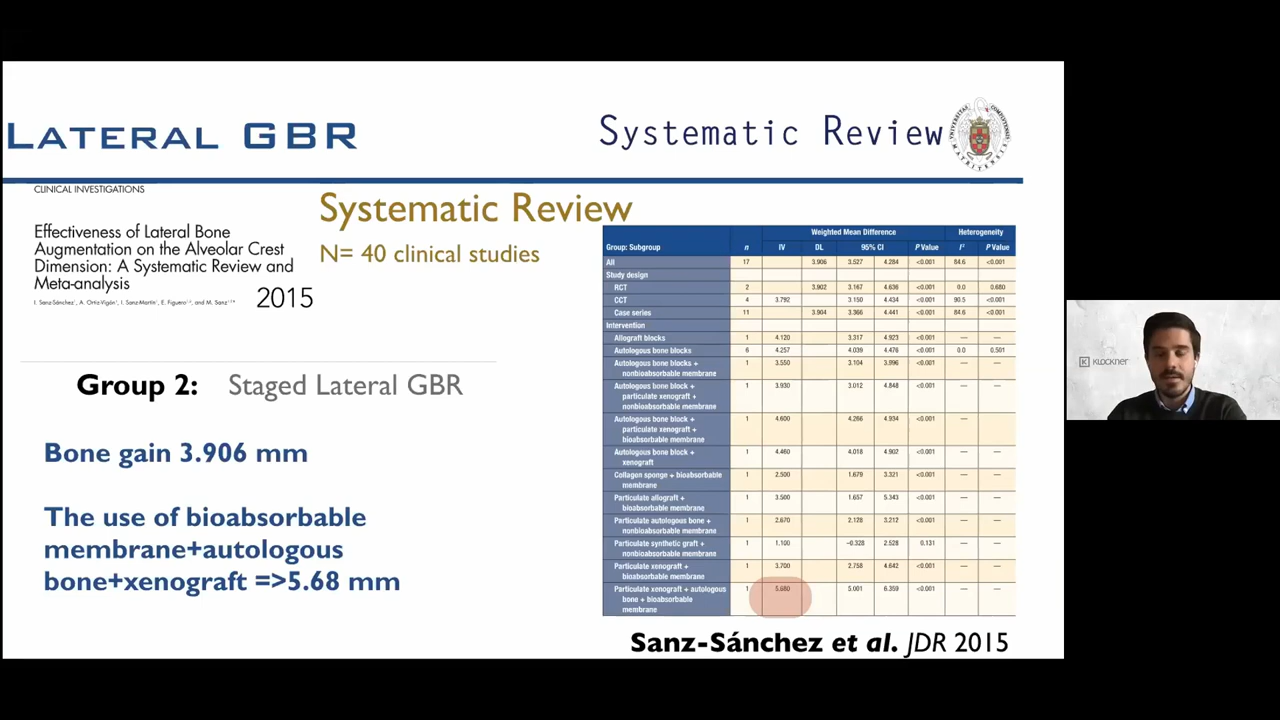 LATERAL GBR
Systematic Review
CLINICAL INVESTIGATIONS
Effectiveness of Lateral Bone
Augmentation on the Alveolar Crest
Dimension: A Systematic Review and
Meta-analysis
I. Sanz-Sánchez, A. Ortiz-Vigón, I. Sanz-Martín, E. Figuero, and M. Sanz
2015
Systematic Review
N= 40 clinical studies
Group 2: Staged Lateral GBR
Bone gain 3.906 mm
The use of bioabsorbable
membrane+autologous
bone+xenograft =>5.68 mm
Weighted Mean Difference Heterogeneity
Group: Subgroup n IV DL 95% CI P Value I² P Value
All 17 3.906 3.527 4.284 <0.001 84.6 <0.001
Study design
RCT 2 3.902 3.167 4.636 <0.001 0.0 0.680
CCT 4 3.792 3.150 4.434 <0.001 90.5 <0.001
Case series 11 3.904 3.366 4.441 <0.001 84.6 <0.001
Intervention
Allograft blocks 1 4.120 3.317 4.923 <0.001 — —
Autologous bone blocks 6 4.257 4.039 4.476 <0.001 0.0 0.501
Autologous bone blocks + 1 3.550 3.104 3.996 <0.001 — —
nonbioabsorbable membrane
Autologous bone block + 1 3.930 3.012 4.848 <0.001 — —
particulate xenograft +
nonbioabsorbable membrane
Autologous bone block + 1 4.600 4.266 4.934 <0.001 —
particulate xenograft +
bioabsorbable membrane
Autologous bone block + 1 4.460 4.018 4.902 <0.001 — —
xenograft
Collagen sponge + bioabsorbable 1 2.500 1.679 3.321 <0.001 — —
membrane
Particulate allograft + 1 3.500 1.657 5.343 <0.001 — —
bioabsorbable membrane
Particulate autologous bone + 1 2.670 2.128 3.212 <0.001 — —
nonbioabsorbable membrane
Particulate synthetic graft + 1 1.100 −0.328 2.528 0.131 — —
nonbioabsorbable membrane
Particulate xenograft + 1 3.700 2.758 4.642 <0.001 — —
bioabsorbable membrane
Particulate xenograft + autologous 1 5.680 5.001 6.359 <0.001 — —
bone + bioabsorbable
membrane
Sanz-Sánchez et al. JDR 2015
KLOCKNER